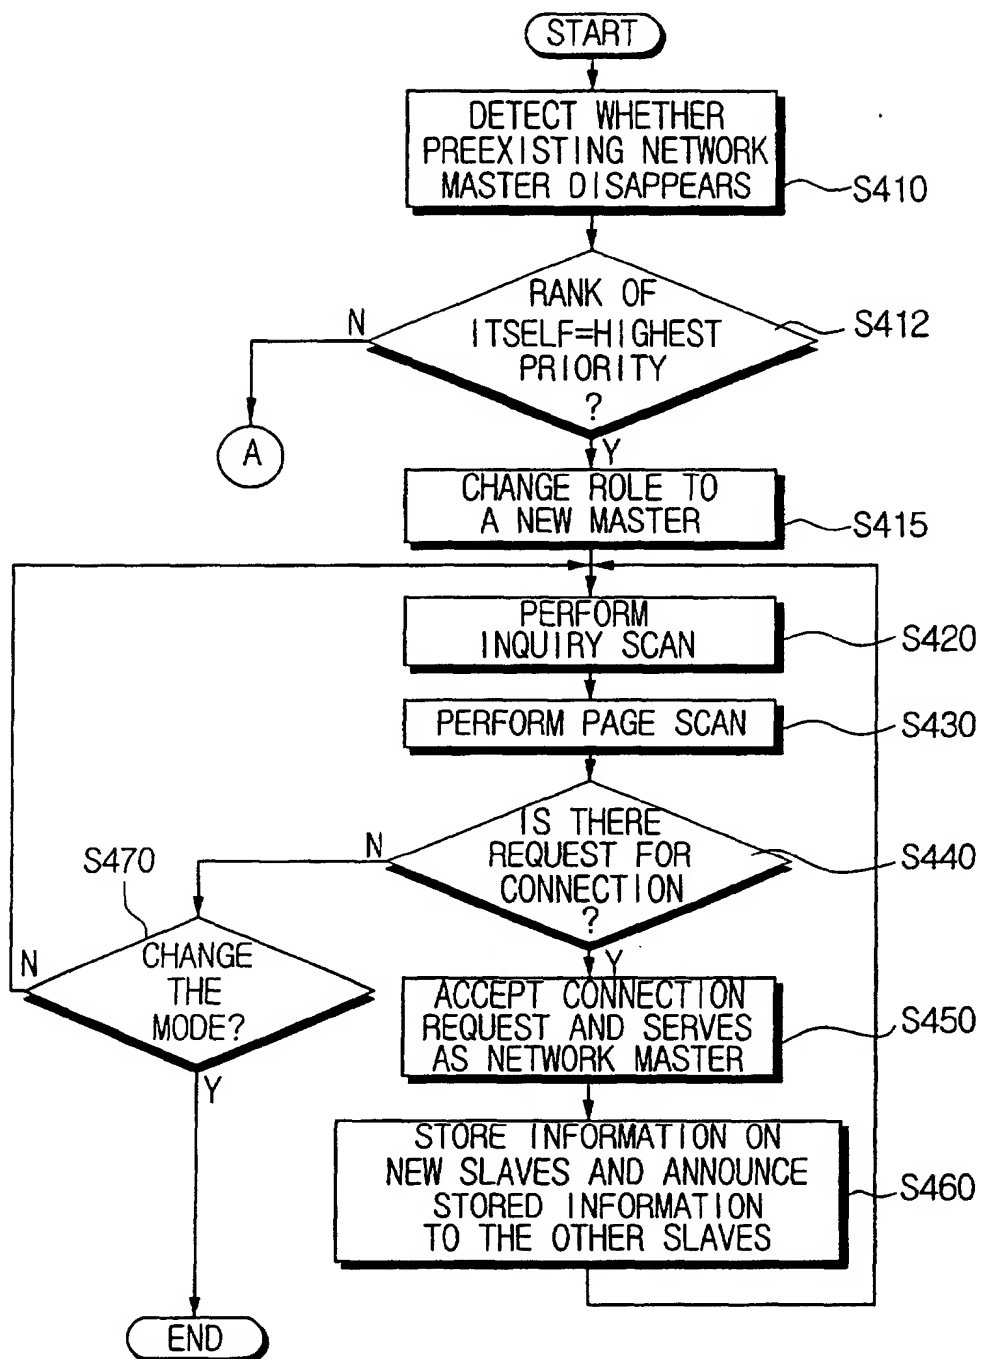 START
DETECT WHETHER
PREEXISTING NETWORK
MASTER DISAPPEARS
S410
RANK OF
ITSELF=HIGHEST
PRIORITY
?
S412
N
A
Y
CHANGE ROLE TO
A NEW MASTER
S415
PERFORM
INQUIRY SCAN
S420
PERFORM PAGE SCAN
S430
IS THERE
REQUEST FOR
CONNECTION
?
S440
N
S470
CHANGE
THE
MODE?
N
Y
Y
ACCEPT CONNECTION
REQUEST AND SERVES
AS NETWORK MASTER
S450
STORE INFORMATION ON
NEW SLAVES AND ANNOUNCE
STORED INFORMATION
TO THE OTHER SLAVES
S460
END